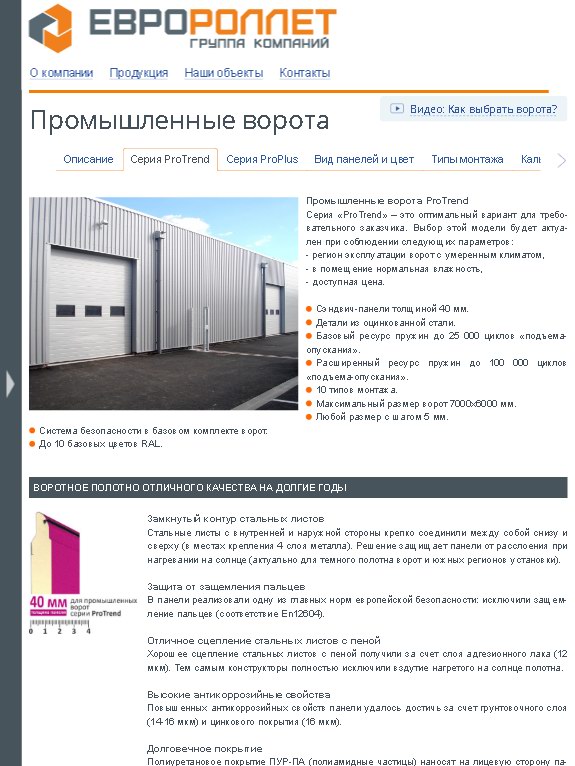 ЕВРОРОЛЛЕТ
ГРУППА КОМПАНИЙ
О компании Продукция Наши объекты Контакты
Промышленные ворота
Видео: Как выбрать ворота?
Описание Серия ProTrend Серия ProPlus Вид панелей и цвет Типы монтажа Каль
Промышленные ворота ProTrend
Серия «ProTrend» – это оптимальный вариант для требо-
вательного заказчика. Выбор этой модели будет актуа-
лен при соблюдении следующих параметров:
- регион эксплуатации ворот с умеренным климатом,
- в помещение нормальная влажность,
- доступная цена.
Сэндвич-панели толщиной 40 мм.
Детали из оцинкованной стали.
Базовый ресурс пружин до 25 000 циклов «подъема-
опускания».
Расширенный ресурс пружин до 100 000 циклов
«подъема-опускания».
10 типов монтажа.
Максимальный размер ворот 7000х6000 мм.
Любой размер с шагом 5 мм.
Система безопасности в базовом комплекте ворот.
До 10 базовых цветов RAL.
ВОРОТНОЕ ПОЛОТНО ОТЛИЧНОГО КАЧЕСТВА НА ДОЛГИЕ ГОДЫ
40 мм
толщина панели
для промышленных
ворот
серии ProTrend
0 1 2 3 4
Замкнутый контур стальных листов
Стальные листы с внутренней и наружной стороны крепко соединили между собой снизу и
сверху (в местах крепления 4 слоя металла). Решение защищает панели от расслоения при
нагревании на солнце (актуально для темного полотна ворот и южных регионов установки).
Защита от защемления пальцев
В панели реализовали одну из главных норм европейской безопасности: исключили защем-
ление пальцев (соответствие En12604).
Отличное сцепление стальных листов с пеной
Хорошее сцепление стальных листов с пеной получили за счет слоя адгезионного лака (12
мкм). Тем самым конструкторы полностью исключили вздутие нагретого на солнце полотна.
Высокие антикоррозийные свойства
Повышенных антикоррозийных свойств панели удалось достичь за счет грунтовочного слоя
(14-16 мкм) и цинкового покрытия (16 мкм).
Долговечное покрытие
Полиуретановое покрытие ПУР-ПА (полиамидные частицы) наносят на лицевую сторону па-